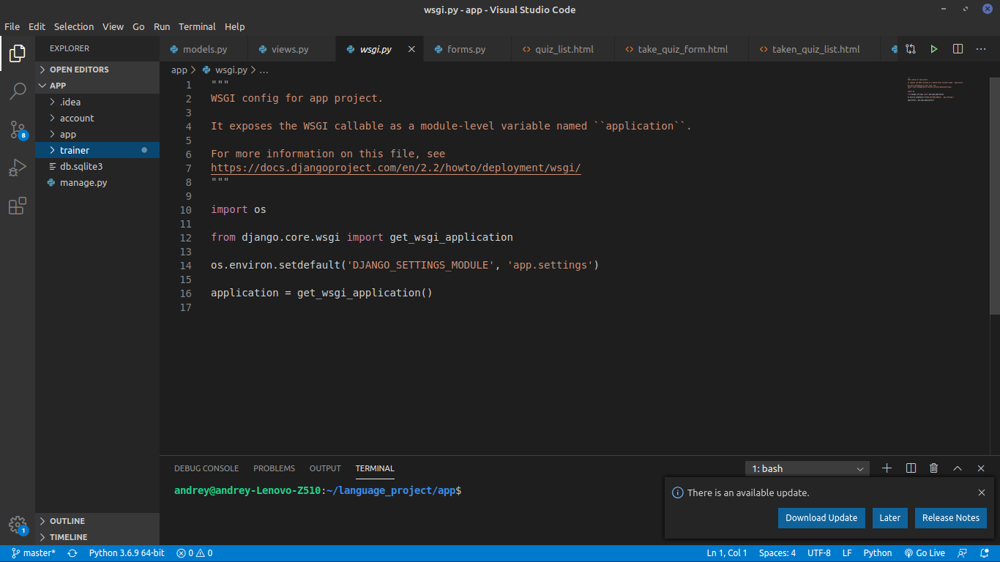 wsgi.py - app - Visual Studio Code
File Edit Selection View Go Run Terminal Help
EXPLORER
OPEN EDITORS
APP
.idea
account
app
trainer
db.sqlite3
manage.py
OUTLINE
TIMELINE
8
1
models.py views.py wsgi.py forms.py quiz_list.html take_quiz_form.html taken_quiz_list.html
app > wsgi.py > ...
1 """
2 WSGI config for app project.
3
4 It exposes the WSGI callable as a module-level variable named ``application``.
5
6 For more information on this file, see
7 https://docs.djangoproject.com/en/2.2/howto/deployment/wsgi/
8 """
9
10 import os
11
12 from django.core.wsgi import get_wsgi_application
13
14 os.environ.setdefault('DJANGO_SETTINGS_MODULE', 'app.settings')
15
16 application = get_wsgi_application()
17
DEBUG CONSOLE PROBLEMS OUTPUT TERMINAL 1: bash
andrey@andrey-Lenovo-Z510:~/language_project/app$
There is an available update.
Download Update Later Release Notes
master* Python 3.6.9 64-bit 0 0 Ln 1, Col 1 Spaces: 4 UTF-8 LF Python Go Live